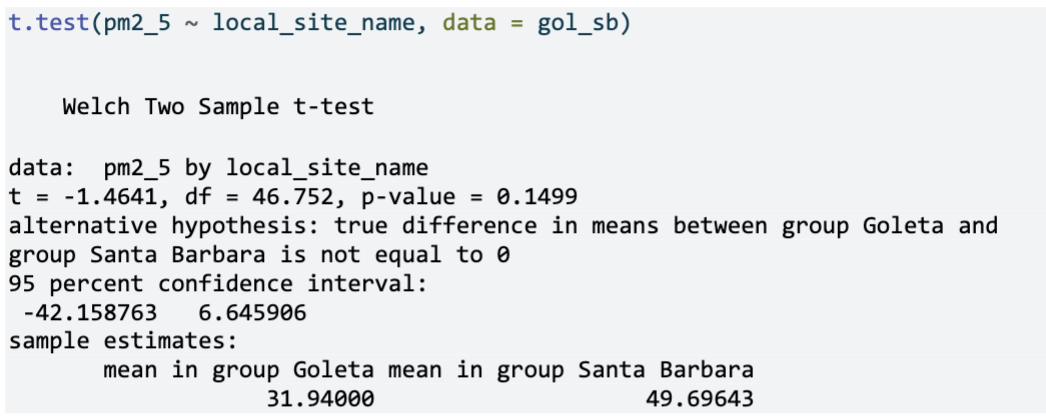 t.test(pm2_5 ~ local_site_name, data = gol_sb)
Welch Two Sample t-test
data:  pm2_5 by local_site_name
t = -1.4641, df = 46.752, p-value = 0.1499
alternative hypothesis: true difference in means between group Goleta and
group Santa Barbara is not equal to 0
95 percent confidence interval:
-42.158763   6.645906
sample estimates:
mean in group Goleta mean in group Santa Barbara
31.94000                    49.69643